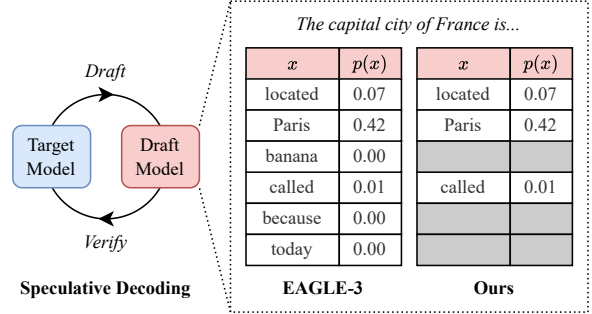 The capital city of France is...
Draft
Target
Model
Draft
Model
Verify
Speculative Decoding
x p(x)
located 0.07
Paris 0.42
banana 0.00
called 0.01
because 0.00
today 0.00
EAGLE-3
x p(x)
located 0.07
Paris 0.42
called 0.01
Ours